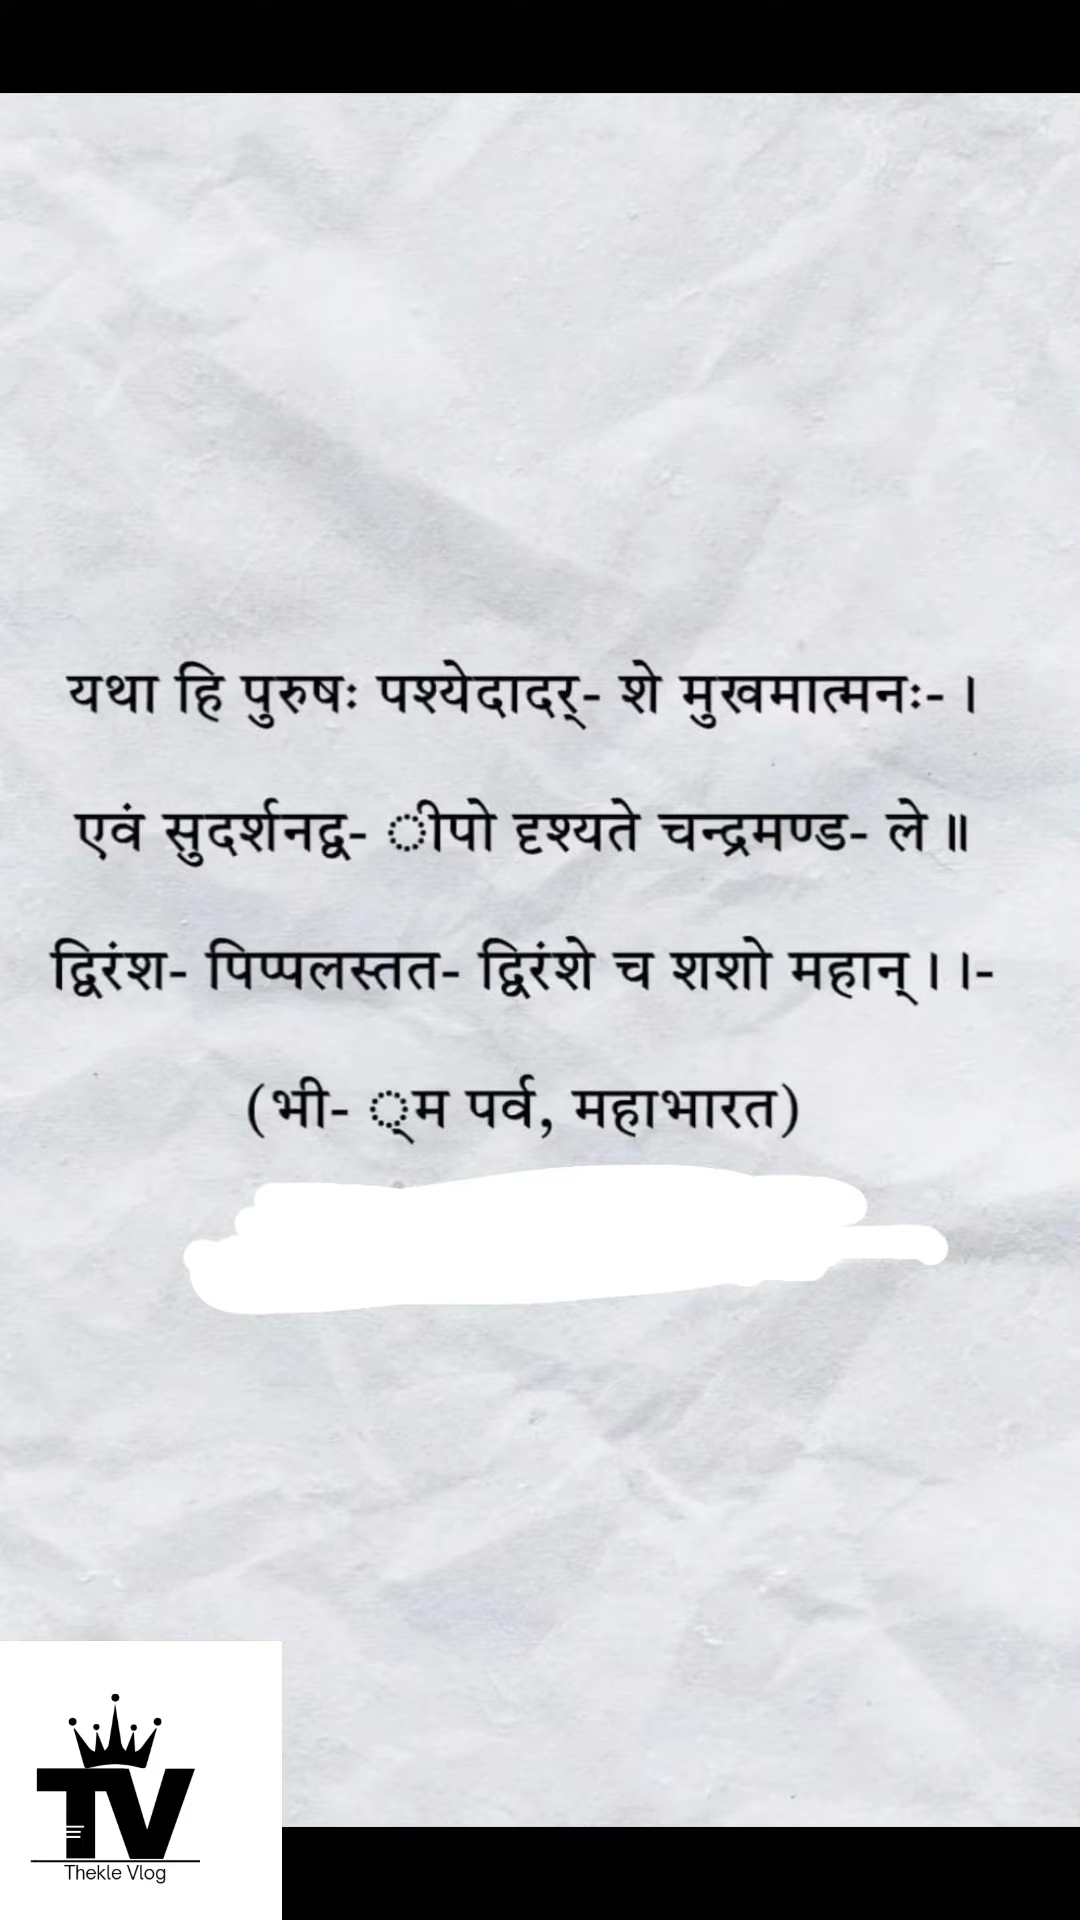 यथा हि पुरुषः पश्येदादर्- शे मुखमात्मनः- ।
एवं सुदर्शनद्व- ीपो दृश्यते चन्द्रमण्ड- ले ॥
द्विरंश- पिप्पलस्तत- द्विरंशे च शशो महान् । ।-
(भी- ्म पर्व, महाभारत)
TV
Thekle Vlog